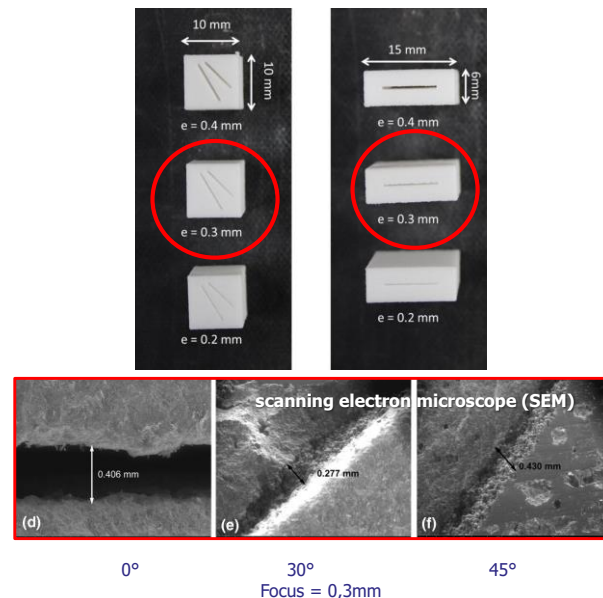 10 mm
10 mm
e = 0.4 mm
e = 0.3 mm
e = 0.2 mm
15 mm
6mm
e = 0.4 mm
e = 0.3 mm
e = 0.2 mm
scanning electron microscope (SEM)
0.406 mm
0.277 mm
0.430 mm
(d)
(e)
(f)
0°
30°
45°
Focus = 0,3mm